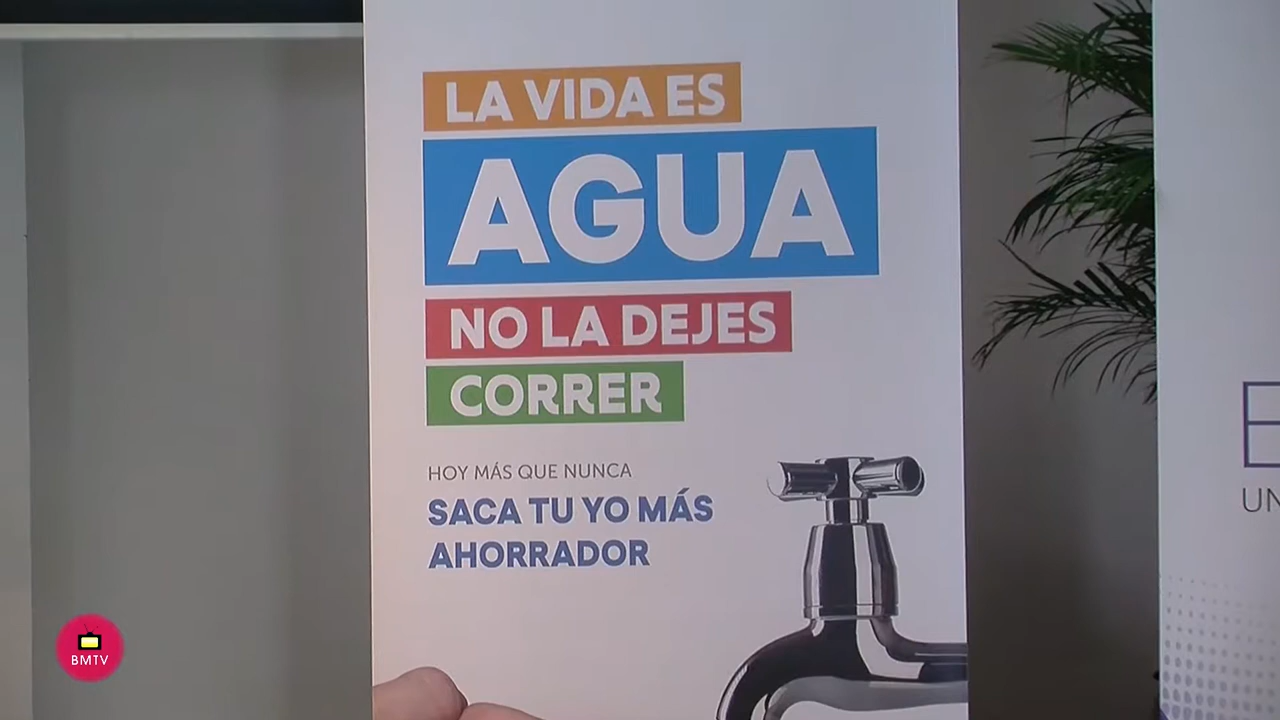 LA VIDA ES
AGUA
NO LA DEJES
CORRER
HOY MÁS QUE NUNCA
SACA TU YO MÁS
AHORRADOR
BMTV